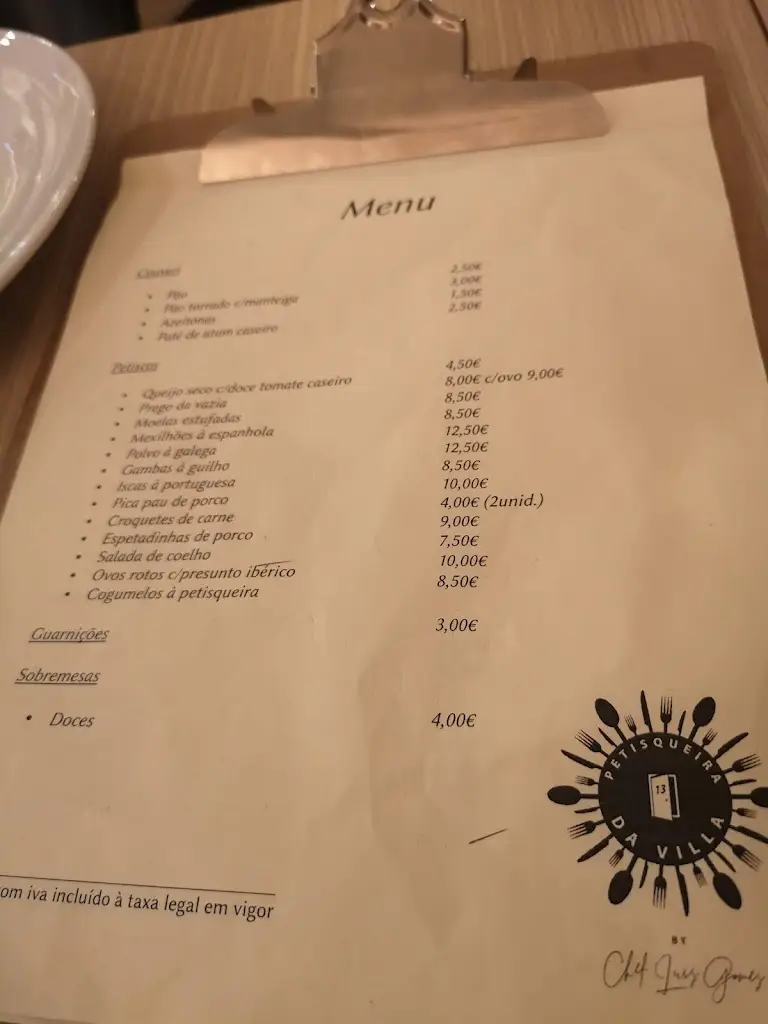 Menu
Couvert
• Pão 2,50€
• Pão torrado c/manteiga 3,00€
• Azeitonas 1,50€
• Paté de atum caseiro 2,50€
Petiscos
• Queijo seco c/doce tomate caseiro 4,50€
• Prego da vazia 8,00€ c/ovo 9,00€
• Moelas estufadas 8,50€
• Mexilhões á espanhola 8,50€
• Polvo á galega 12,50€
• Gambas á guilho 12,50€
• Iscas á portuguesa 8,50€
• Pica pau de porco 10,00€
• Croquetes de carne 4,00€ (2unid.)
• Espetadinhas de porco 9,00€
• Salada de coelho 7,50€
• Ovos rotos c/presunto ibérico 10,00€
• Cogumelos á petisqueira 8,50€
Guarnições 3,00€
Sobremesas
• Doces 4,00€
PETISQUEIRA
13
DA VILLA
om iva incluído à taxa legal em vigor
BY
Chef Luis Gomes